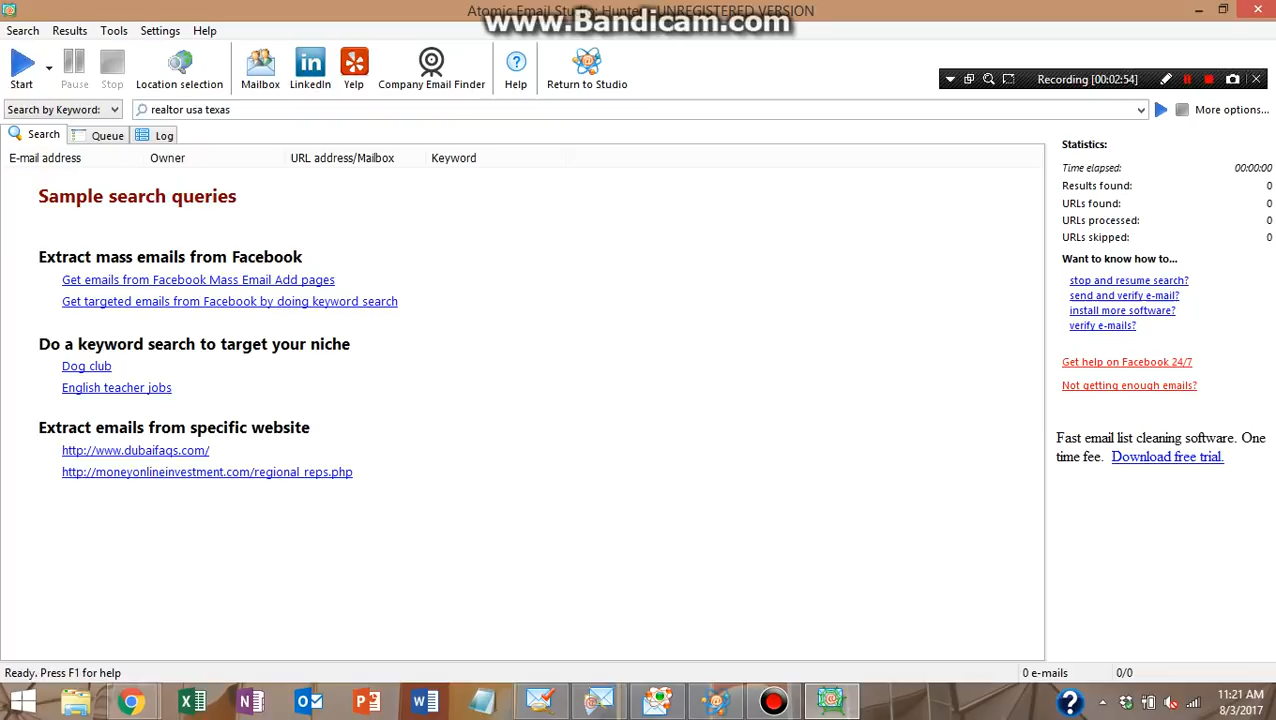 Atomic Email Studio: Hunter UNREGISTERED VERSION
www.Bandicam.com
Search Results Tools Settings Help
Start Pause Stop Location selection Mailbox LinkedIn Yelp Company Email Finder Help Return to Studio
Recording [00:02:54]
Search by Keyword: realtor usa texas More options...
Search Queue Log
E-mail address Owner URL address/Mailbox Keyword
Sample search queries
Extract mass emails from Facebook
Get emails from Facebook Mass Email Add pages
Get targeted emails from Facebook by doing keyword search
Do a keyword search to target your niche
Dog club
English teacher jobs
Extract emails from specific website
http://www.dubaifaqs.com/
http://moneyonlineinvestment.com/regional_reps.php
Statistics:
Time elapsed: 00:00:00
Results found: 0
URLs found: 0
URLs processed: 0
URLs skipped: 0
Want to know how to...
stop and resume search?
send and verify e-mail?
install more software?
verify e-mails?
Get help on Facebook 24/7
Not getting enough emails?
Fast email list cleaning software. One
time fee. Download free trial.
Ready. Press F1 for help 0 e-mails 0/0
11:21 AM
8/3/2017